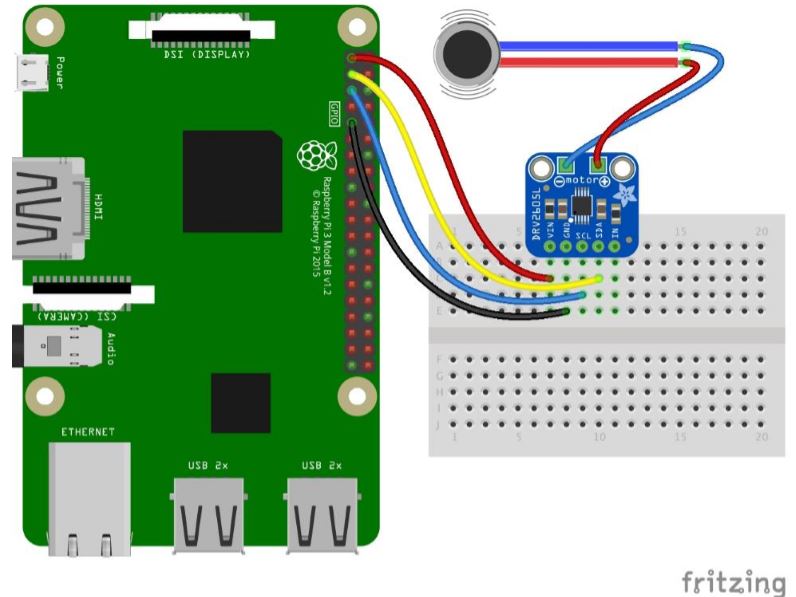 DSI (DISPLAY)
Power
GPIO
HDMI
Raspberry Pi 3 Model B v1.2
© Raspberry Pi 2015
CSI (CAMERA)
Audio
ETHERNET
USB 2x
USB 2x
motor
DRV2605L
VIN
GND
SCL
SDA
IN
1 5 15 20
A A
B B
C C
D D
E E
F F
G G
H H
I I
J J
1 5 10 15 20
fritzing